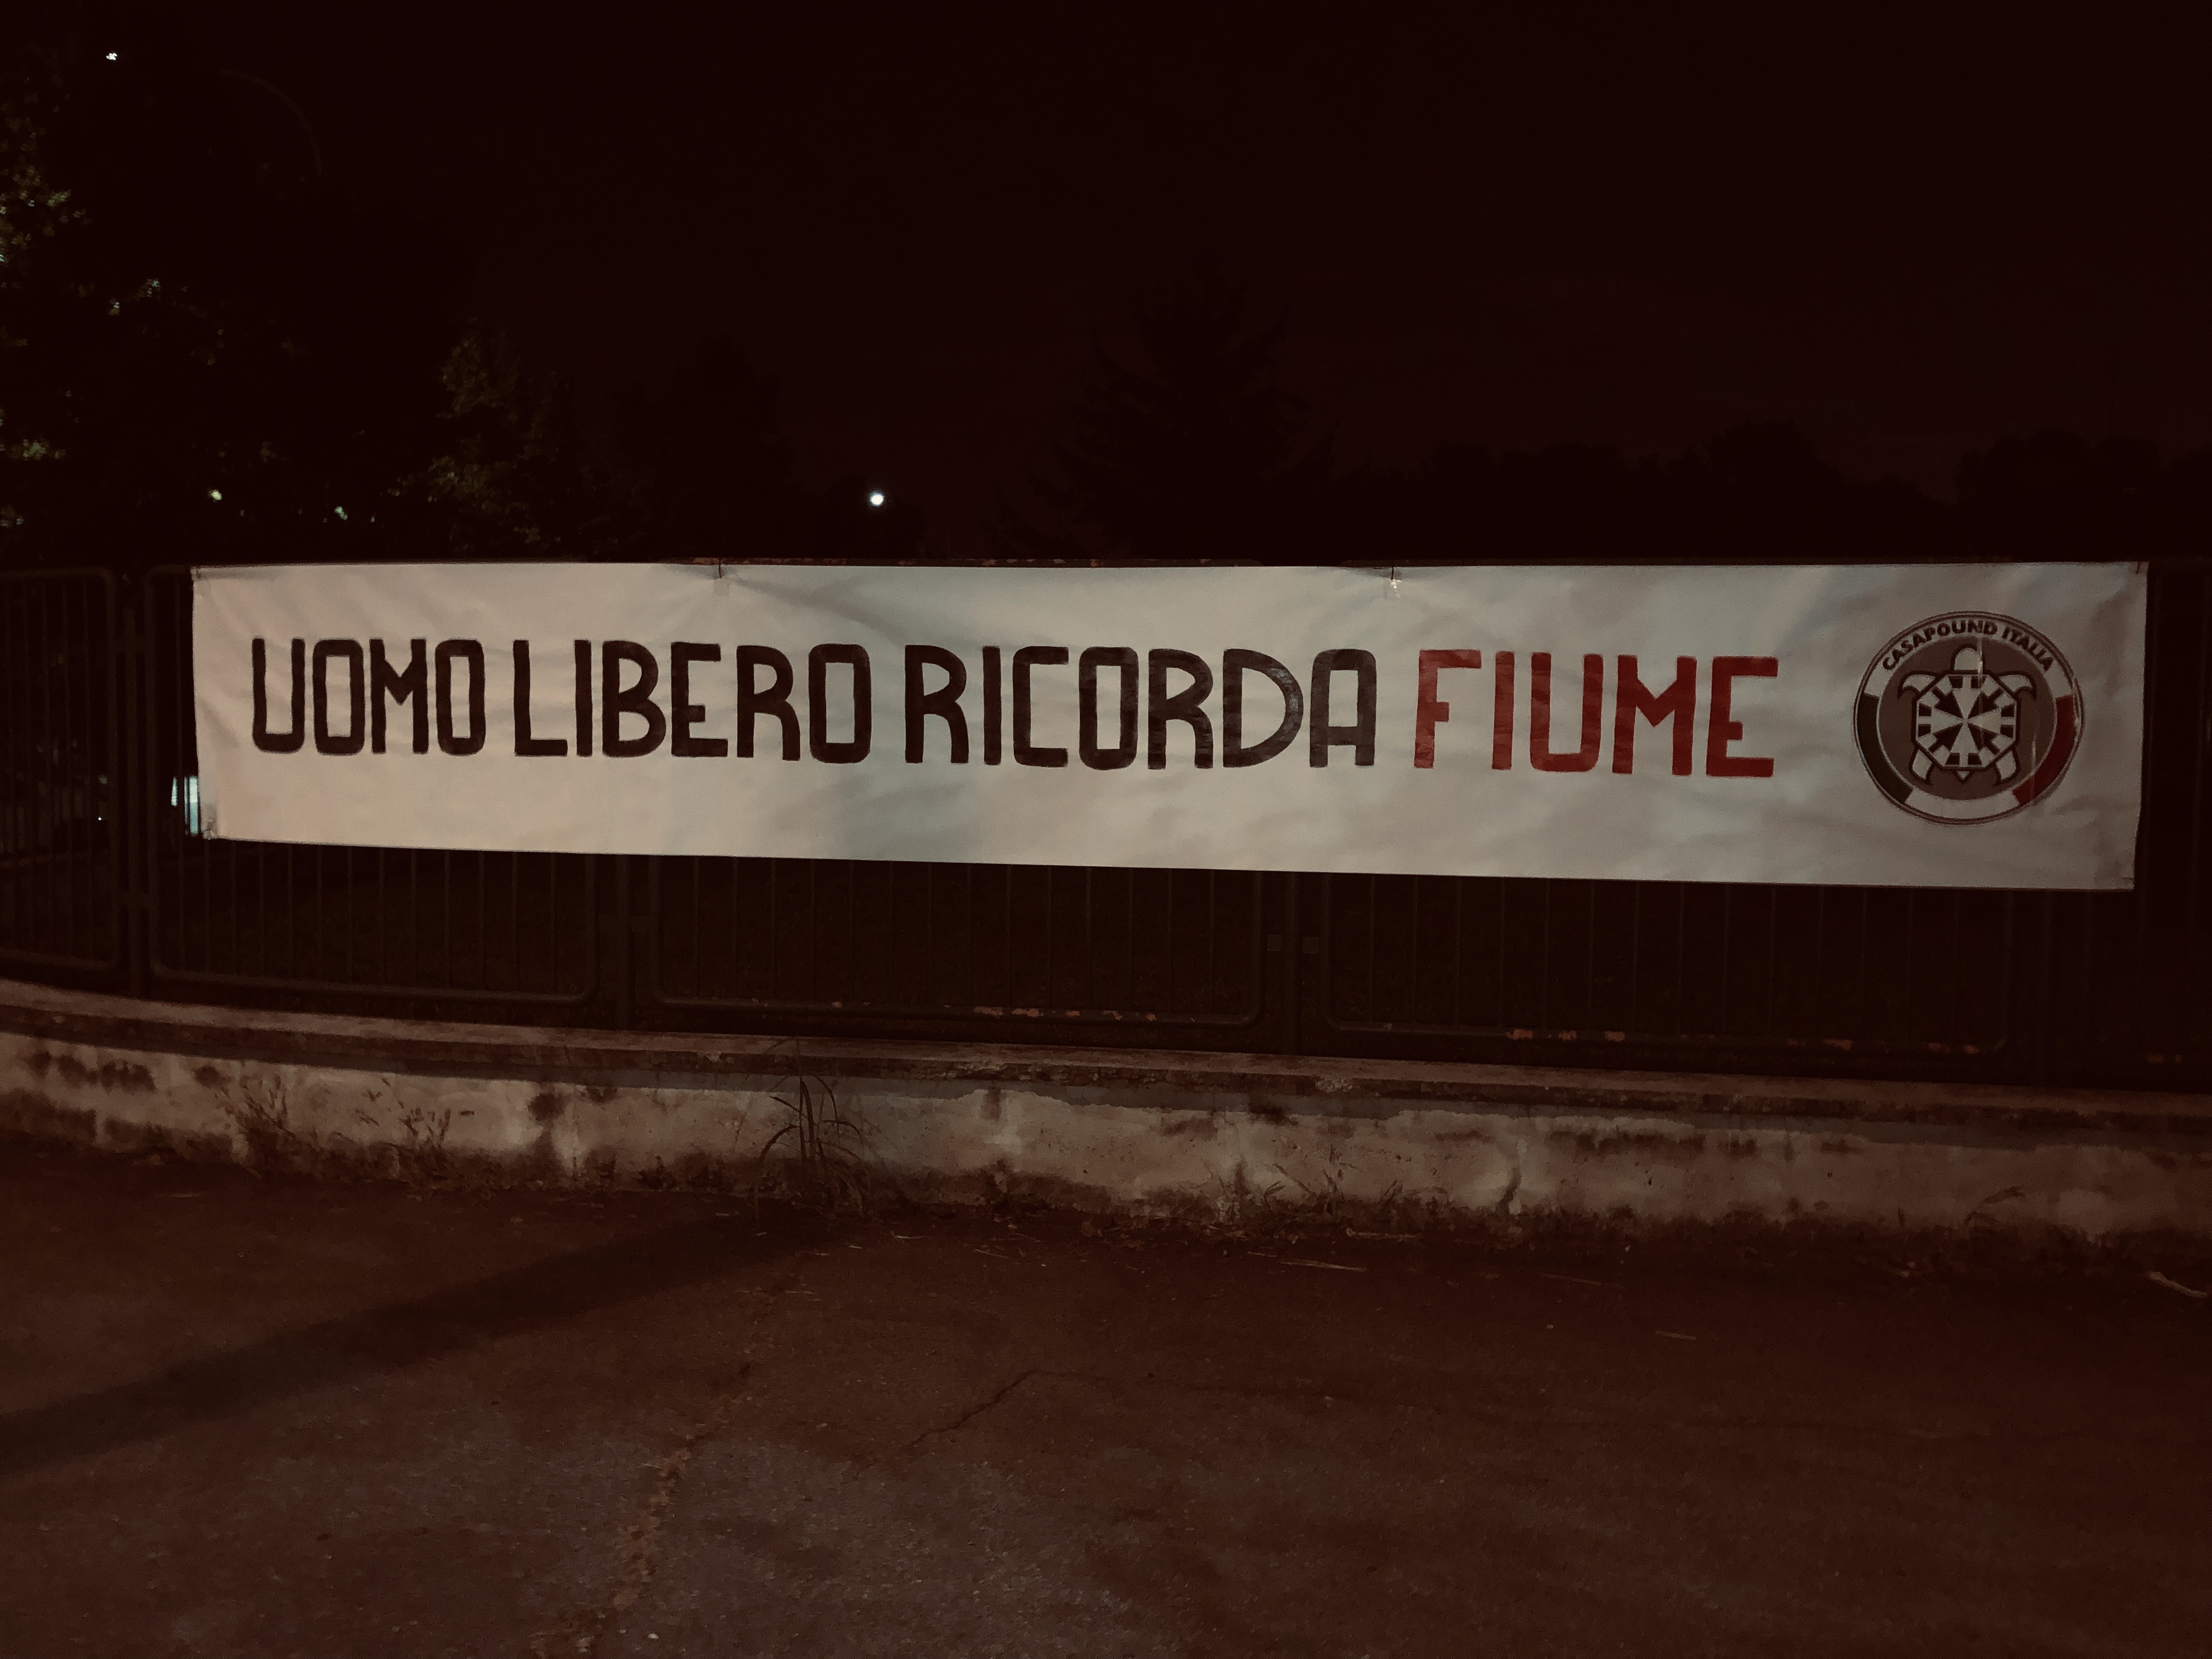 UOMO LIBERO RICORDA FIUME
CASAPOUND ITALIA